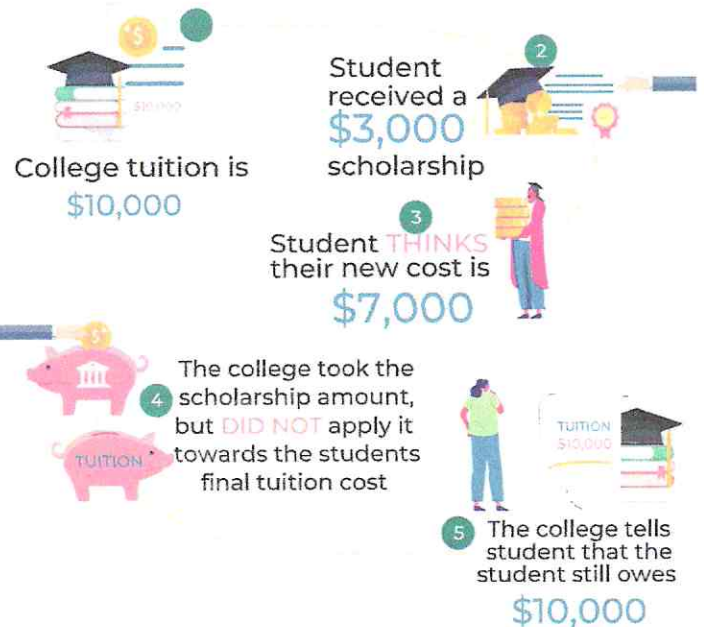 $
$10,000
College tuition is
$10,000
2
Student
received a
$3,000
scholarship
3
Student THINKS
their new cost is
$7,000
$
4
The college took the
scholarship amount,
but DID NOT apply it
towards the students
final tuition cost
TUITION
TUITION
$10,000
5
The college tells
student that the
student still owes
$10,000